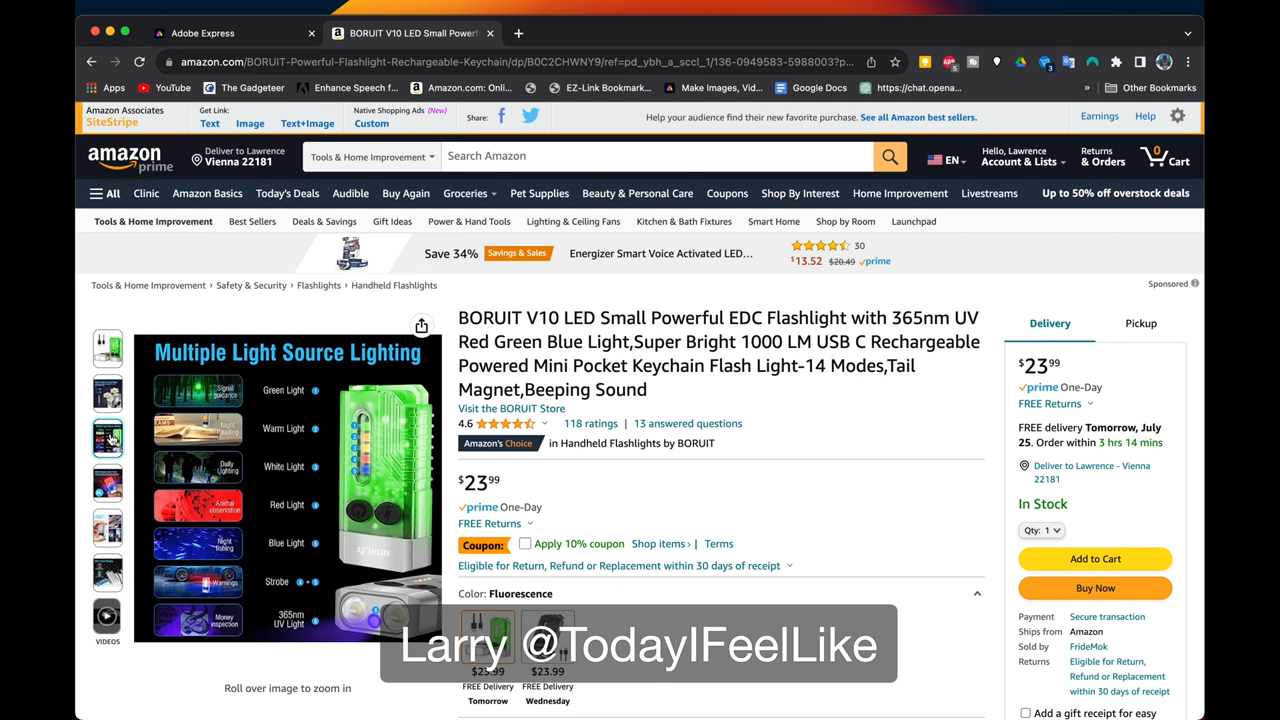 Adobe Express
BORUIT V10 LED Small Powerf
amazon.com/BORUIT-Powerful-Flashlight-Rechargeable-Keychain/dp/B0C2CHWNY9/ref=pd_ybh_a_sccl_1/136-0949583-5988003?p...
Apps
YouTube
The Gadgeteer
Enhance Speech f...
Amazon.com: Onli...
EZ-Link Bookmark...
Make Images, Vid...
Google Docs
https://chat.opena...
»
Other Bookmarks
Amazon Associates
SiteStripe
Get Link:
Text
Image
Text+Image
Native Shopping Ads (New)
Custom
Share:
Help your audience find their new favorite purchase. See all Amazon best sellers.
Earnings
Help
amazon
prime
Deliver to Lawrence
Vienna 22181
Tools & Home Improvement
Search Amazon
EN
Hello, Lawrence
Account & Lists
Returns
& Orders
0
Cart
All
Clinic
Amazon Basics
Today's Deals
Audible
Buy Again
Groceries
Pet Supplies
Beauty & Personal Care
Coupons
Shop By Interest
Home Improvement
Livestreams
Up to 50% off overstock deals
Tools & Home Improvement
Best Sellers
Deals & Savings
Gift Ideas
Power & Hand Tools
Lighting & Ceiling Fans
Kitchen & Bath Fixtures
Smart Home
Shop by Room
Launchpad
Save 34%
Savings & Sales
Energizer Smart Voice Activated LED...
30
$13.52 $20.49 prime
Tools & Home Improvement › Safety & Security › Flashlights › Handheld Flashlights
Sponsored
BORUIT V10 LED Small Powerful EDC Flashlight with 365nm UV
Red Green Blue Light,Super Bright 1000 LM USB C Rechargeable
Powered Mini Pocket Keychain Flash Light-14 Modes,Tail
Magnet,Beeping Sound
Visit the BORUIT Store
4.6
118 ratings | 13 answered questions
Amazon's Choice in Handheld Flashlights by BORUIT
$23.99
prime One-Day
FREE Returns
Coupon: Apply 10% coupon Shop items › | Terms
Eligible for Return, Refund or Replacement within 30 days of receipt
Color: Fluorescence
$23.99
FREE Delivery
Tomorrow
$23.99
FREE Delivery
Wednesday
Multiple Light Source Lighting
Signal
guidance
Green Light
Night
Reading
Warm Light
Daily
Lighting
White Light
Animal
observation
Red Light
Night
fishing
Blue Light
Warnings
Strobe
Money
inspection
365nm
UV Light
BORUIT
VIDEOS
Roll over image to zoom in
Delivery
Pickup
$23.99
prime One-Day
FREE Returns
FREE delivery Tomorrow, July
25. Order within 3 hrs 14 mins
Deliver to Lawrence - Vienna
22181
In Stock
Qty: 1
Add to Cart
Buy Now
Payment Secure transaction
Ships from Amazon
Sold by FrideMok
Returns Eligible for Return,
Refund or Replacement
within 30 days of receipt
Add a gift receipt for easy
Larry @TodayIFeelLike